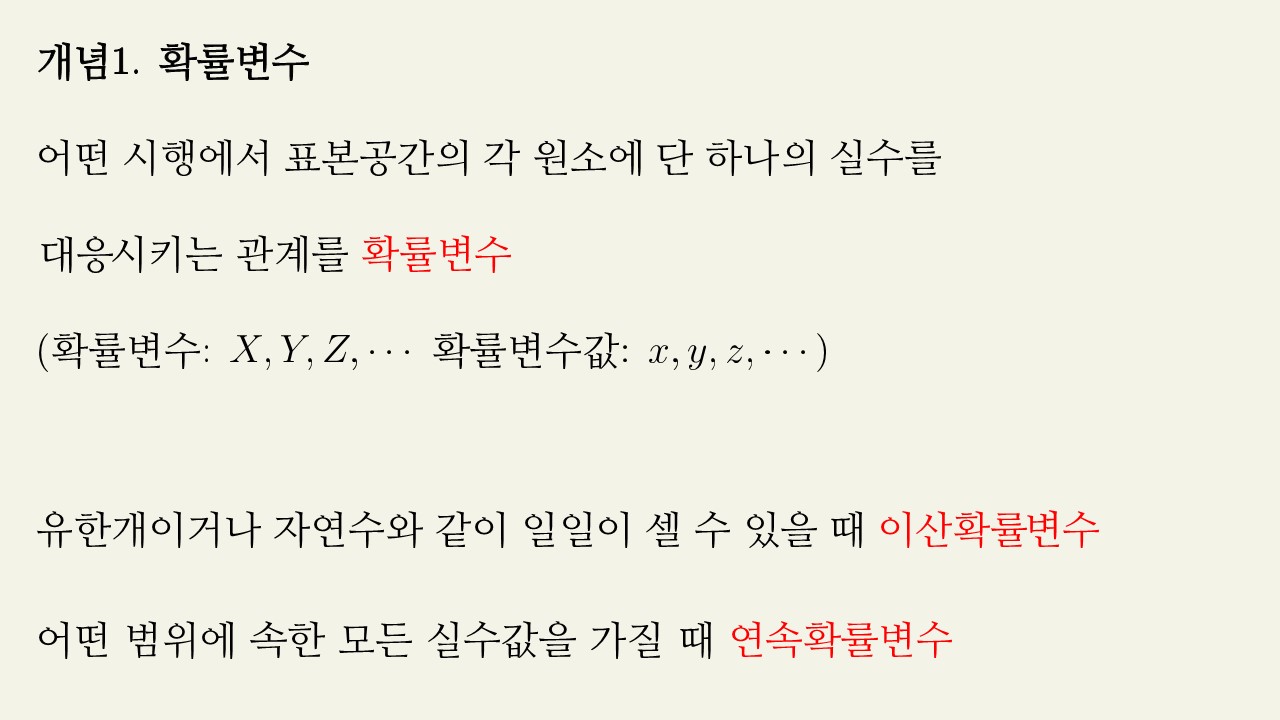 개념1. 확률변수
어떤 시행에서 표본공간의 각 원소에 단 하나의 실수를
대응시키는 관계를 확률변수
(확률변수: X, Y, Z, ··· 확률변수값: x, y, z, ···)
유한개이거나 자연수와 같이 일일이 셀 수 있을 때 이산확률변수
어떤 범위에 속한 모든 실수값을 가질 때 연속확률변수